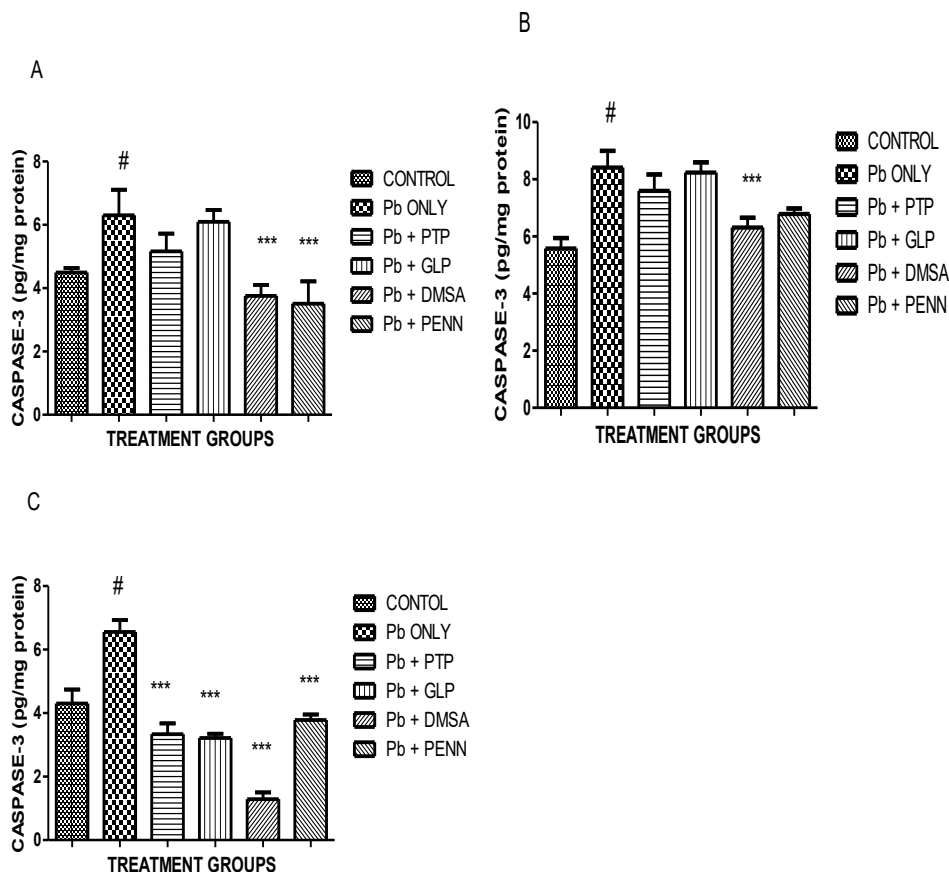 A
CASPASE-3 (pg/mg protein)
8
6
4
2
0
#
***
***
TREATMENT GROUPS
CONTROL
Pb ONLY
Pb + PTP
Pb + GLP
Pb + DMSA
Pb + PENN
B
CASPASE-3 (pg/mg protein)
10
8
6
4
2
0
#
***
TREATMENT GROUPS
CONTROL
Pb ONLY
Pb + PTP
Pb + GLP
Pb + DMSA
Pb + PENN
C
CASPASE-3 (pg/mg protein)
8
6
4
2
0
#
***
***
***
***
TREATMENT GROUPS
CONTOL
Pb ONLY
Pb + PTP
Pb + GLP
Pb + DMSA
Pb + PENN